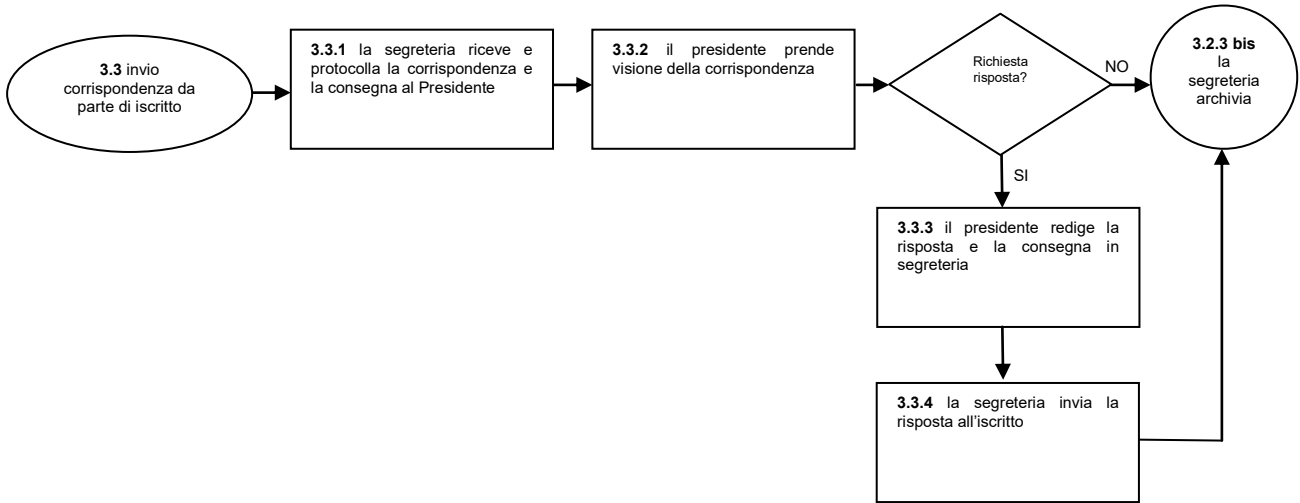 3.3 invio
corrispondenza da
parte di iscritto
3.3.1 la segreteria riceve e
protocolla la corrispondenza e
la consegna al Presidente
3.3.2 il presidente prende
visione della corrispondenza
Richiesta
risposta?
NO
3.2.3 bis
la
segreteria
archivia
SI
3.3.3 il presidente redige la
risposta e la consegna in
segreteria
3.3.4 la segreteria invia la
risposta all'iscritto